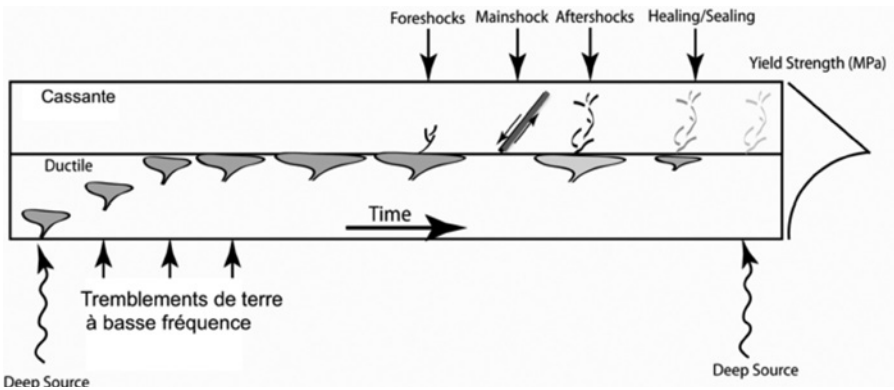 Foreshocks Mainshock Aftershocks Healing/Sealing
Yield Strength (MPa)
Cassante
Ductile
Time
Tremblements de terre
à basse fréquence
Deep Source
Deep Source